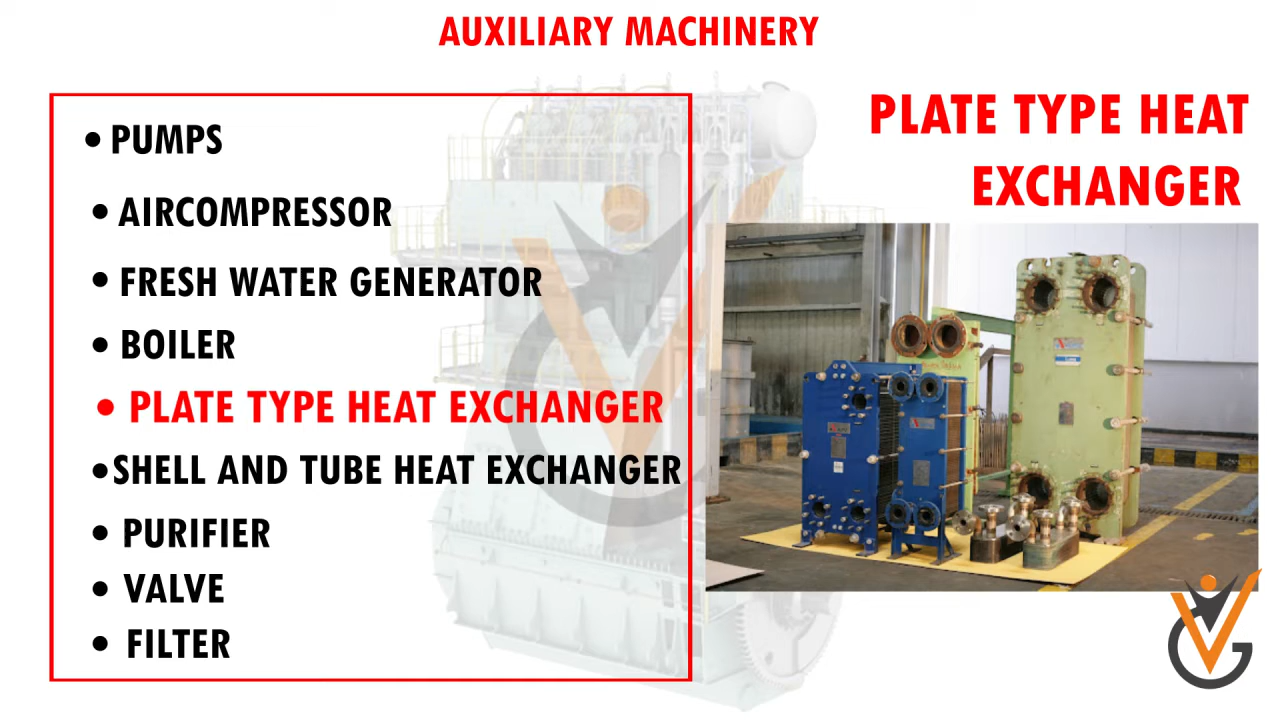 AUXILIARY MACHINERY
• PUMPS
• AIRCOMPRESSOR
• FRESH WATER GENERATOR
• BOILER
• PLATE TYPE HEAT EXCHANGER
•SHELL AND TUBE HEAT EXCHANGER
• PURIFIER
• VALVE
• FILTER
PLATE TYPE HEAT
EXCHANGER